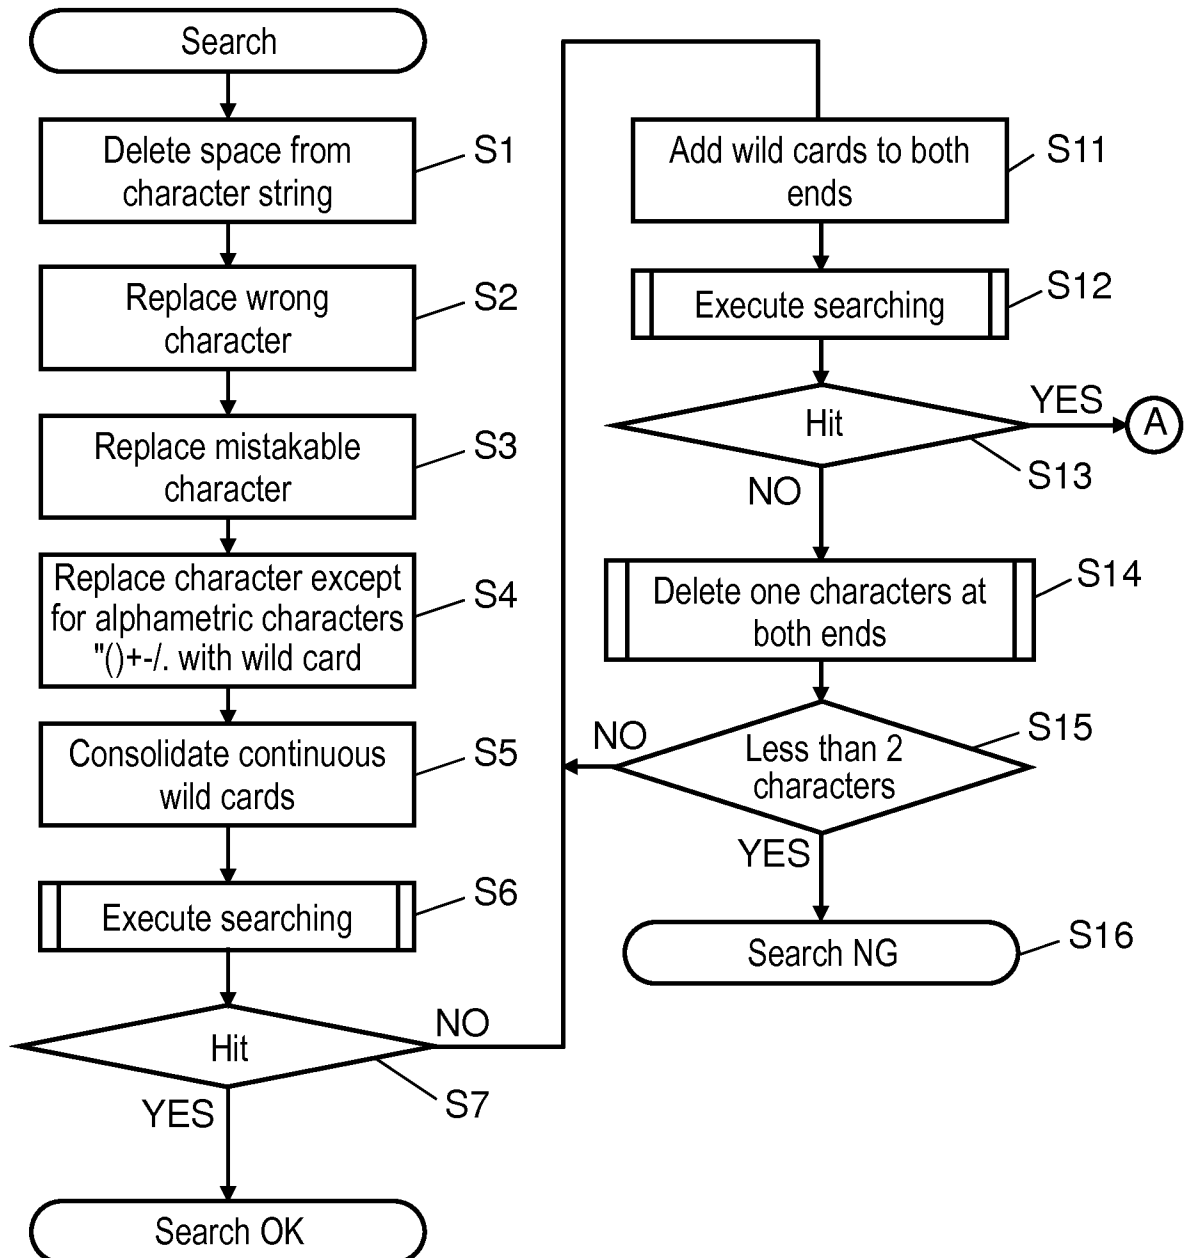 Search
Delete space from
character string
S1
Replace wrong
character
S2
Replace mistakable
character
S3
Replace character except
for alphametric characters
"()+-/. with wild card
S4
Consolidate continuous
wild cards
S5
Execute searching
S6
Hit
NO
S7
YES
Search OK
Add wild cards to both
ends
S11
Execute searching
S12
Hit
YES
A
S13
NO
Delete one characters at
both ends
S14
Less than 2
characters
S15
NO
YES
Search NG
S16